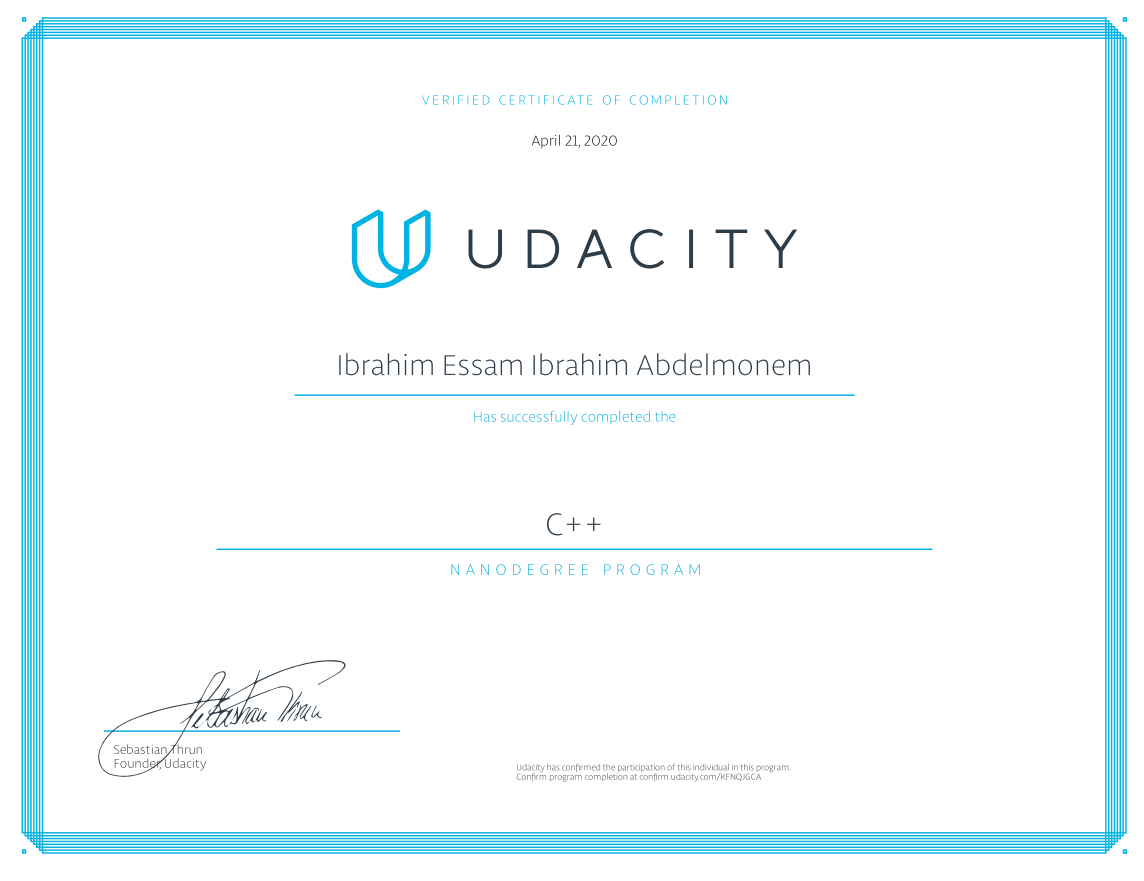 VERIFIED CERTIFICATE OF COMPLETION
April 21, 2020
UDACITY
Ibrahim Essam Ibrahim Abdelmonem
Has successfully completed the
C++
NANODEGREE PROGRAM
Sebastian Thrun
Sebastian Thrun
Founder, Udacity
Udacity has confirmed the participation of this individual in this program.
Confirm program completion at confirm.udacity.com/KFNQJGCA